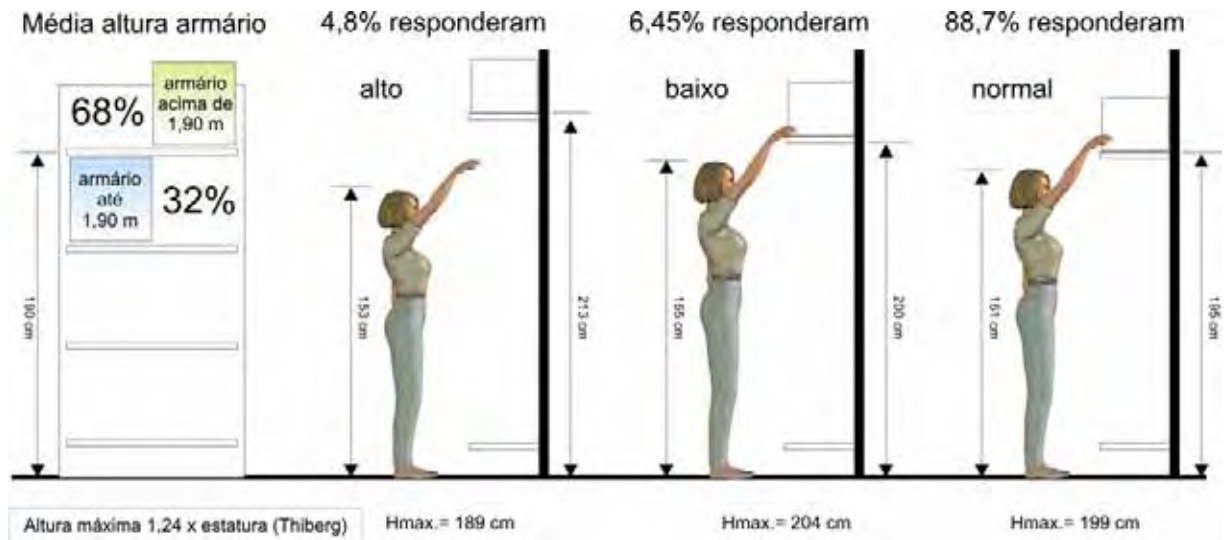 Média altura armário
4,8% responderam
6,45% responderam
88,7% responderam
68%
armário
acima de
1,90 m
armário
até
1,90 m
32%
190 cm
alto
153 cm
213 cm
baixo
165 cm
200 cm
normal
161 cm
195 cm
Altura máxima 1,24 x estatura (Thiberg)
Hmax.= 189 cm
Hmax.= 204 cm
Hmax.= 199 cm